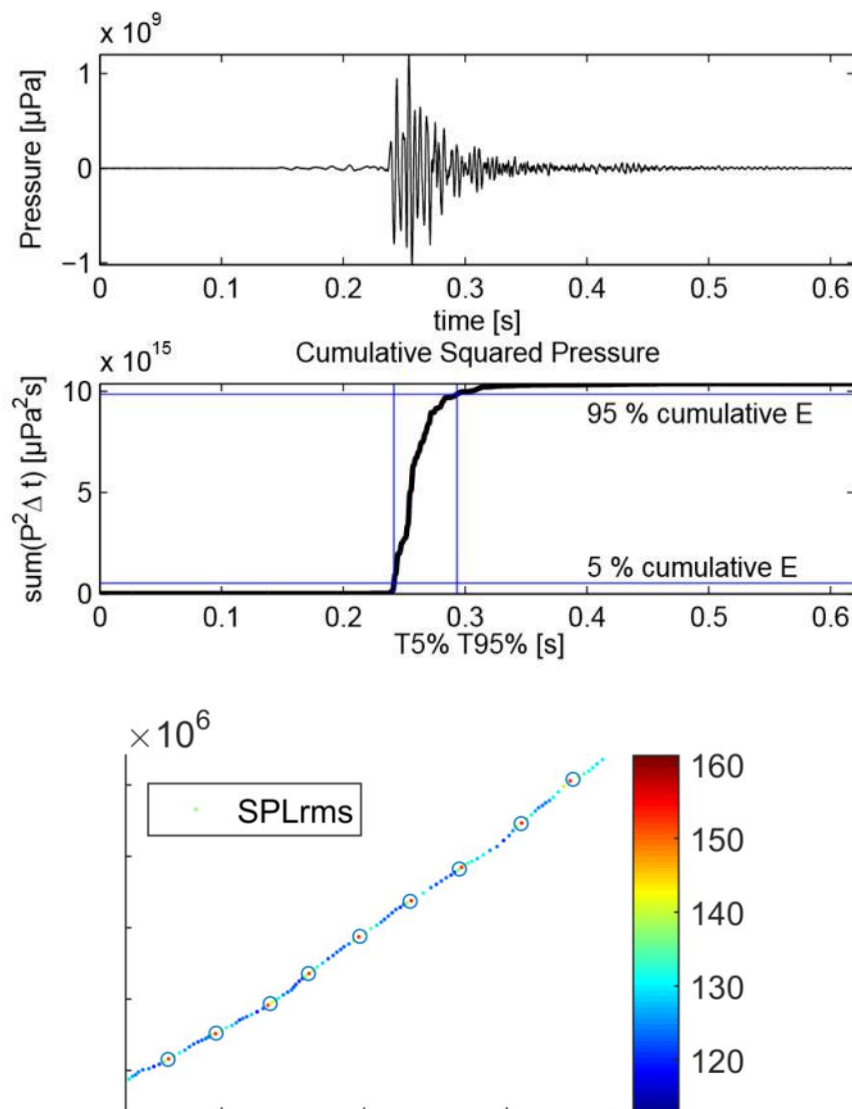 x 10^9
Pressure [µPa]
1
0
−1
0 0.1 0.2 0.3 0.4 0.5 0.6
time [s]
x 10^15
Cumulative Squared Pressure
sum(P^2Δ t) [µPa^2s]
10
5
0
95 % cumulative E
5 % cumulative E
0 0.1 0.2 0.3 0.4 0.5 0.6
T5% T95% [s]
×10^6
SPLrms
160
150
140
130
120